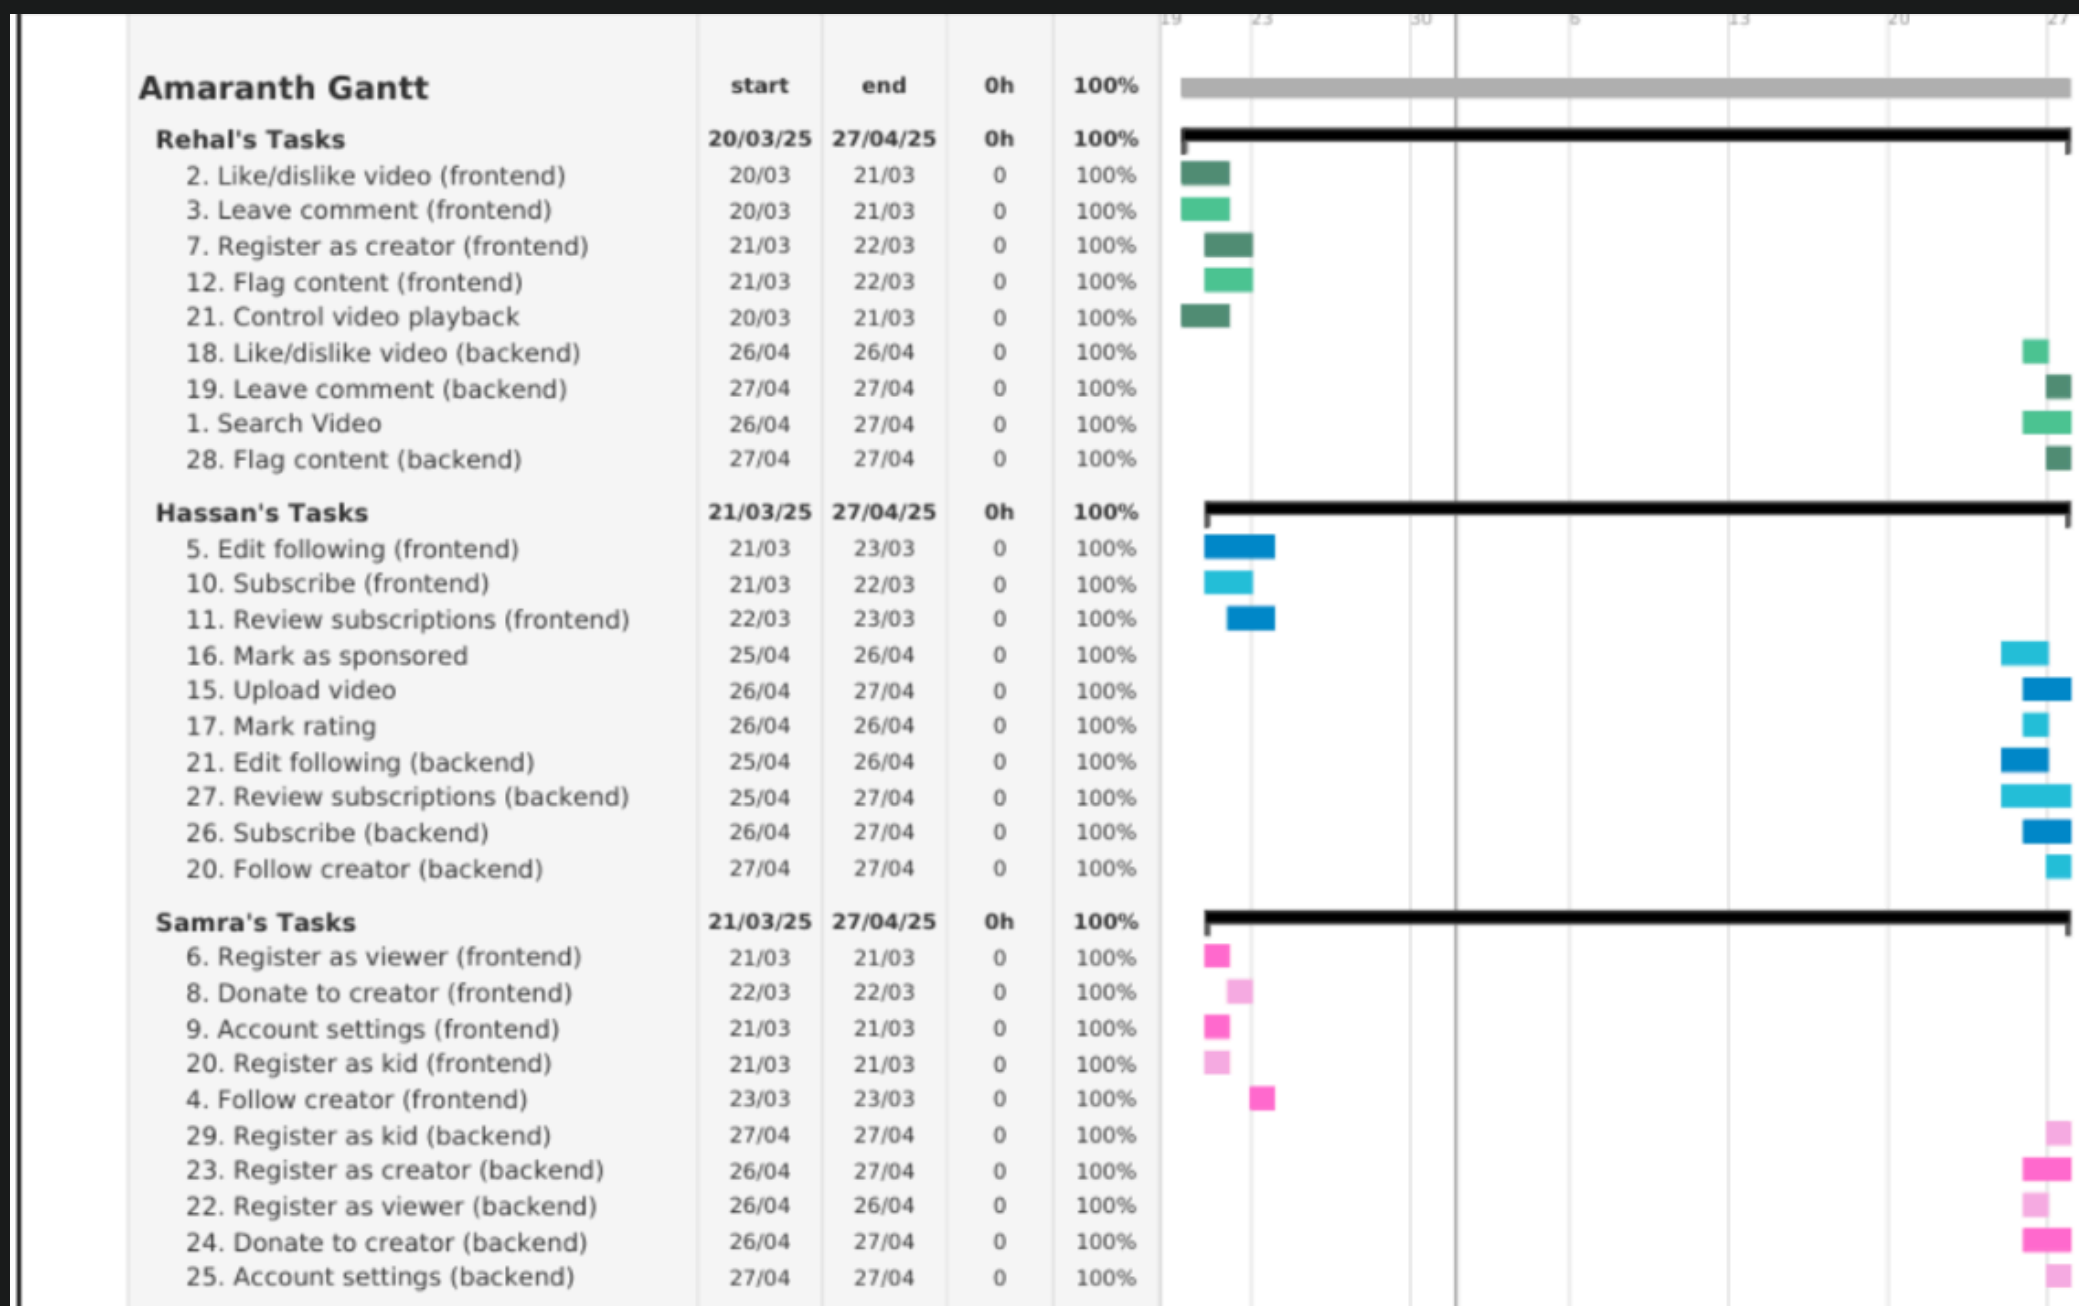 19 23 30 6 13 20 27
Amaranth Gantt start end 0h 100%
Rehal's Tasks 20/03/25 27/04/25 0h 100%
2. Like/dislike video (frontend) 20/03 21/03 0 100%
3. Leave comment (frontend) 20/03 21/03 0 100%
7. Register as creator (frontend) 21/03 22/03 0 100%
12. Flag content (frontend) 21/03 22/03 0 100%
21. Control video playback 20/03 21/03 0 100%
18. Like/dislike video (backend) 26/04 26/04 0 100%
19. Leave comment (backend) 27/04 27/04 0 100%
1. Search Video 26/04 27/04 0 100%
28. Flag content (backend) 27/04 27/04 0 100%
Hassan's Tasks 21/03/25 27/04/25 0h 100%
5. Edit following (frontend) 21/03 23/03 0 100%
10. Subscribe (frontend) 21/03 22/03 0 100%
11. Review subscriptions (frontend) 22/03 23/03 0 100%
16. Mark as sponsored 25/04 26/04 0 100%
15. Upload video 26/04 27/04 0 100%
17. Mark rating 26/04 26/04 0 100%
21. Edit following (backend) 25/04 26/04 0 100%
27. Review subscriptions (backend) 25/04 27/04 0 100%
26. Subscribe (backend) 26/04 27/04 0 100%
20. Follow creator (backend) 27/04 27/04 0 100%
Samra's Tasks 21/03/25 27/04/25 0h 100%
6. Register as viewer (frontend) 21/03 21/03 0 100%
8. Donate to creator (frontend) 22/03 22/03 0 100%
9. Account settings (frontend) 21/03 21/03 0 100%
20. Register as kid (frontend) 21/03 21/03 0 100%
4. Follow creator (frontend) 23/03 23/03 0 100%
29. Register as kid (backend) 27/04 27/04 0 100%
23. Register as creator (backend) 26/04 27/04 0 100%
22. Register as viewer (backend) 26/04 26/04 0 100%
24. Donate to creator (backend) 26/04 27/04 0 100%
25. Account settings (backend) 27/04 27/04 0 100%